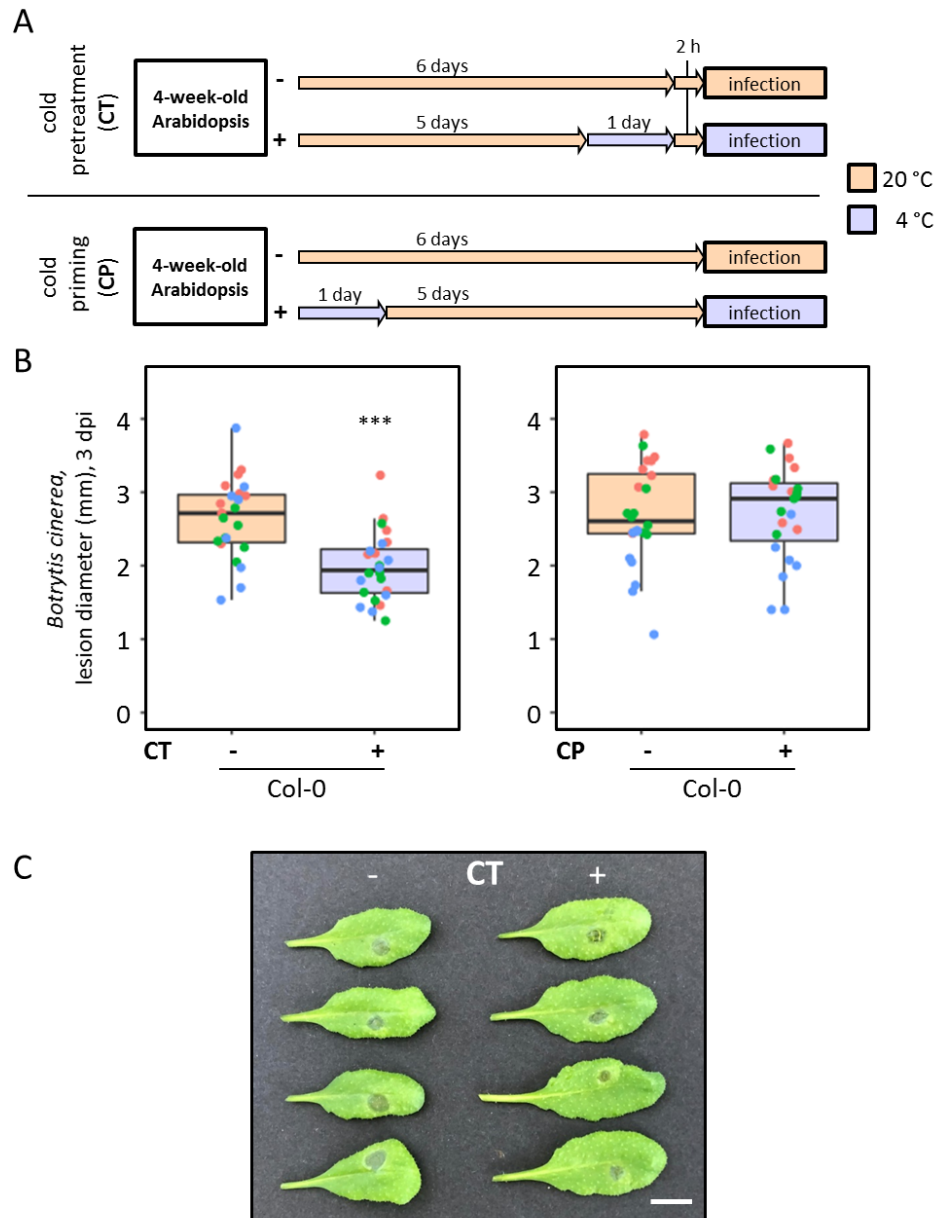 A
cold
pretreatment
(CT)
4-week-old
Arabidopsis
2 h
-
6 days
infection
+
5 days
1 day
infection
20 °C
4 °C
cold
priming
(CP)
4-week-old
Arabidopsis
-
6 days
infection
+
1 day
5 days
infection
B
Botrytis cinerea,
lesion diameter (mm), 3 dpi
4
3
2
1
0
***
CT - +
Col-0
4
3
2
1
0
CP - +
Col-0
C
- CT +